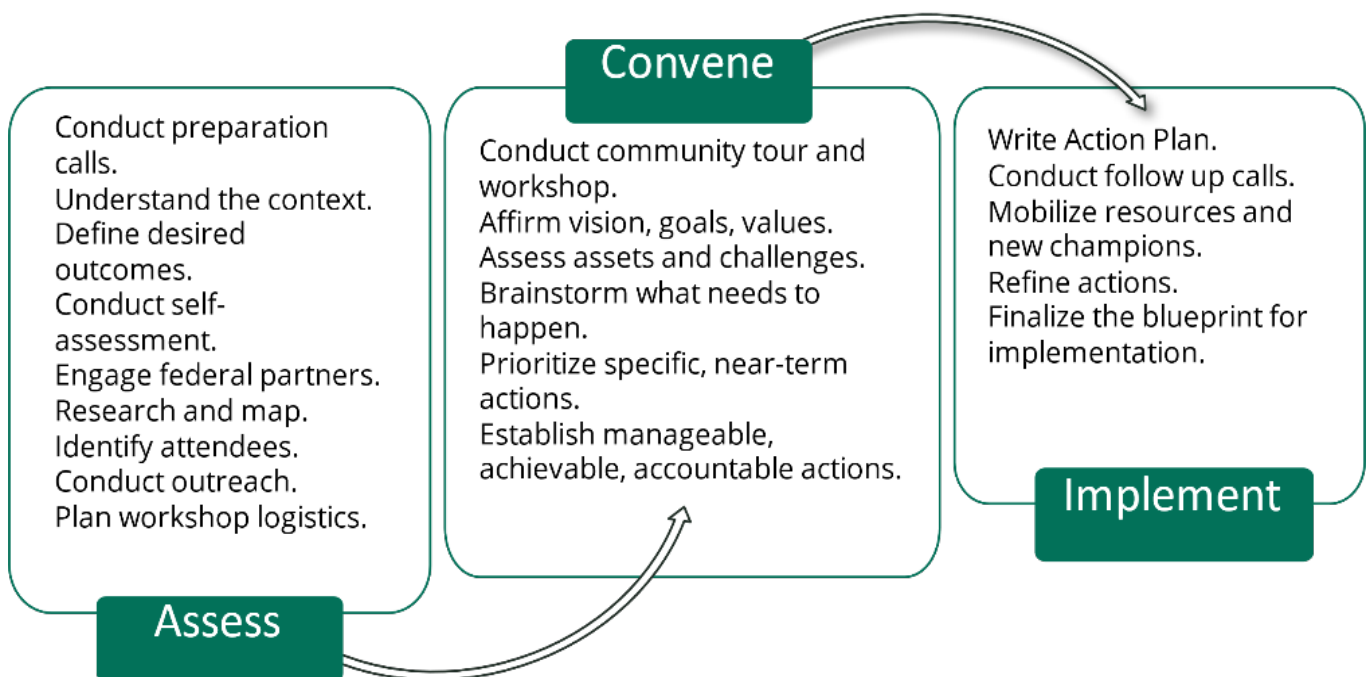 Conduct preparation
calls.
Understand the context.
Define desired
outcomes.
Conduct self-
assessment.
Engage federal partners.
Research and map.
Identify attendees.
Conduct outreach.
Plan workshop logistics.
Assess
Convene
Conduct community tour and
workshop.
Affirm vision, goals, values.
Assess assets and challenges.
Brainstorm what needs to
happen.
Prioritize specific, near-term
actions.
Establish manageable,
achievable, accountable actions.
Write Action Plan.
Conduct follow up calls.
Mobilize resources and
new champions.
Refine actions.
Finalize the blueprint for
implementation.
Implement